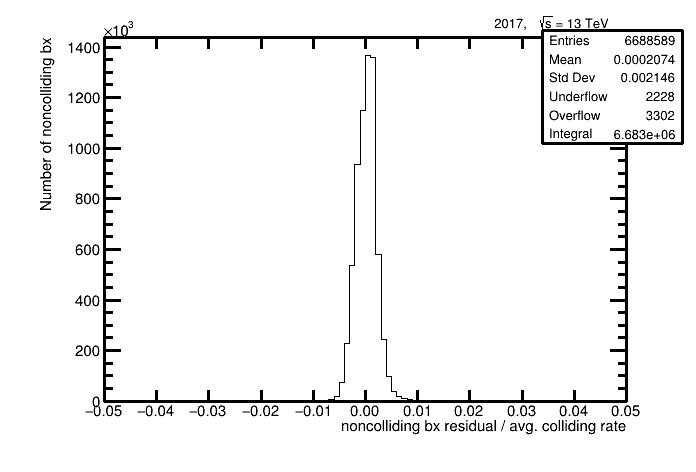 2017, √s = 13 TeV
×10³
Entries 6688589
Mean 0.0002074
Std Dev 0.002146
Underflow 2228
Overflow 3302
Integral 6.683e+06
Number of noncolliding bx
1400
1200
1000
800
600
400
200
0
−0.05 −0.04 −0.03 −0.02 −0.01 0.00 0.01 0.02 0.03 0.04 0.05
noncolliding bx residual / avg. colliding rate